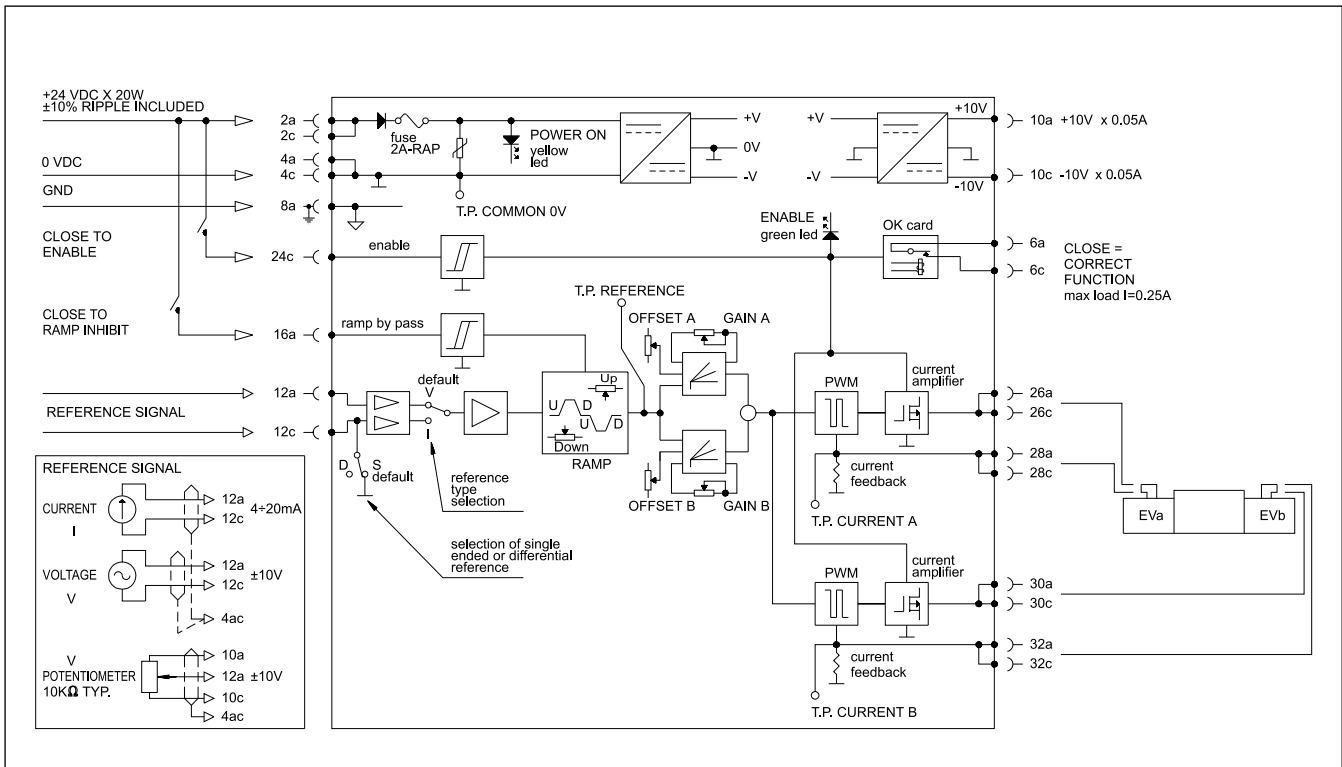 +24 VDC X 20W
±10% RIPPLE INCLUDED
0 VDC
GND
CLOSE TO
ENABLE
CLOSE TO
RAMP INHIBIT
REFERENCE SIGNAL
2a
2c
4a
4c
8a
24c
16a
12a
12c
fuse
2A-RAP
POWER ON
yellow
led
T.P. COMMON 0V
+V
0V
-V
+V
-V
+10V
-10V
10a +10V x 0.05A
10c -10V x 0.05A
enable
ENABLE
green led
OK card
6a
6c
CLOSE =
CORRECT
FUNCTION
max load I=0.25A
T.P. REFERENCE
ramp by pass
OFFSET A
GAIN A
default
V
I
D
S
default
Up
U
D
U
D
Down
RAMP
OFFSET B
GAIN B
reference
type
selection
selection of single
ended or differential
reference
PWM
current
amplifier
26a
26c
28a
28c
current
feedback
T.P. CURRENT A
EVa
EVb
PWM
current
amplifier
30a
30c
32a
32c
current
feedback
T.P. CURRENT B
REFERENCE SIGNAL
CURRENT
I
12a
12c
4÷20mA
VOLTAGE
V
12a
12c
±10V
4ac
V
POTENTIOMETER
10KΩ TYP.
10a
12a ±10V
10c
4ac